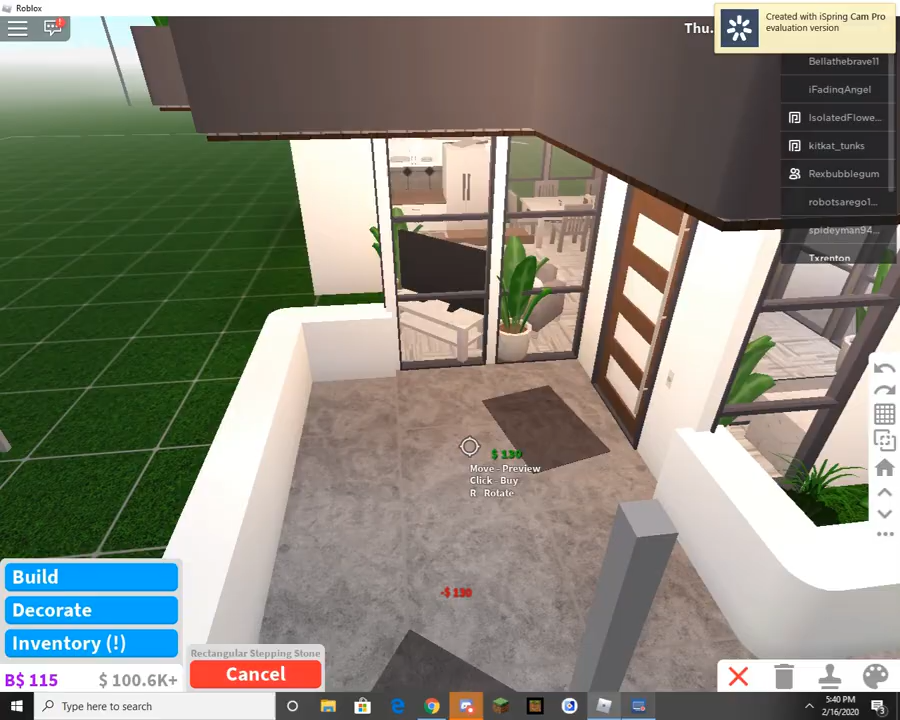 Roblox
Created with iSpring Cam Pro
evaluation version
Thu.
Bellathebrave11
iFadingAngel
IsolatedFlowe...
kitkat_tunks
Rexbubblegum
robotsarego1...
spideyman94...
Txrenton
$ 130
Move - Preview
Click Buy
R Rotate
-$ 130
Build
Decorate
Inventory (!)
Rectangular Stepping Stone
Cancel
B$ 115
$ 100.6K+
Type here to search
5:40 PM
2/16/2020
3